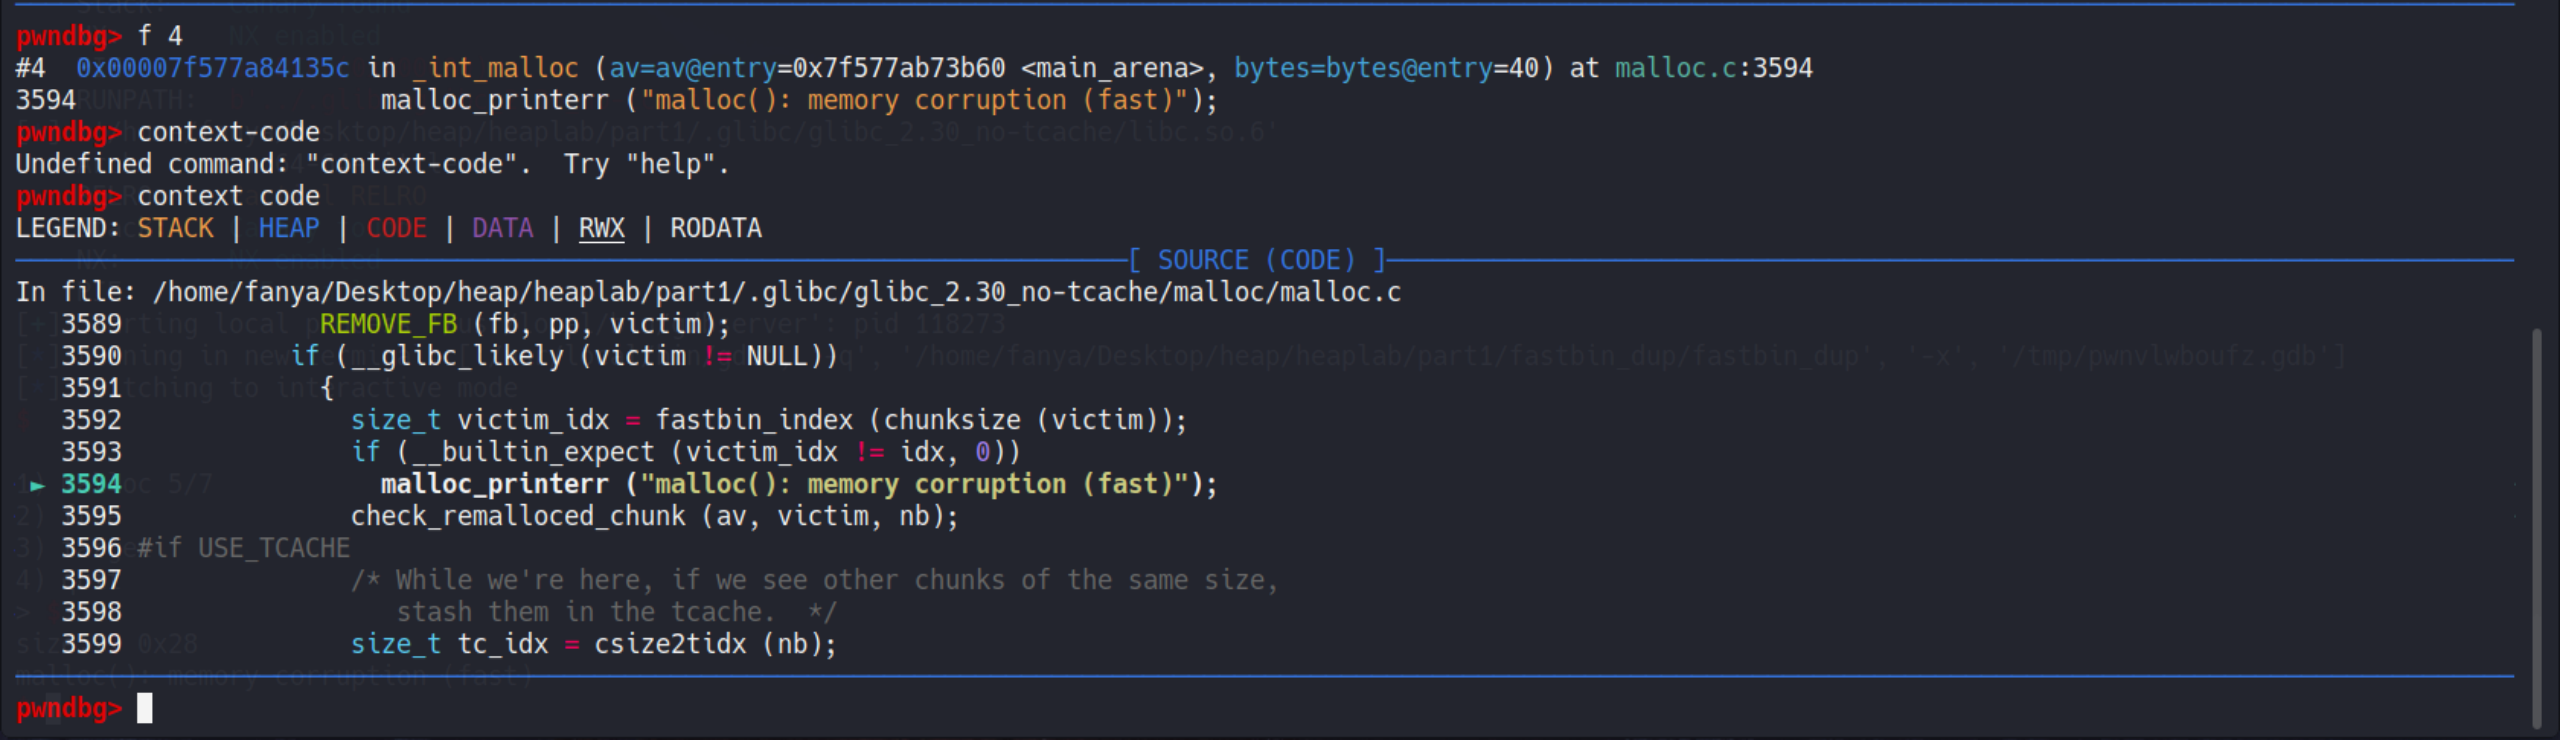 pwndbg> f 4
#4  0x00007f577a84135c in _int_malloc (av=av@entry=0x7f577ab73b60 <main_arena>, bytes=bytes@entry=40) at malloc.c:3594
3594                    malloc_printerr ("malloc(): memory corruption (fast)");
pwndbg> context-code
Undefined command: "context-code".  Try "help".
pwndbg> context code
LEGEND: STACK | HEAP | CODE | DATA | RWX | RODATA
[ SOURCE (CODE) ]
In file: /home/fanya/Desktop/heap/heaplab/part1/.glibc/glibc_2.30_no-tcache/malloc/malloc.c
   3589             REMOVE_FB (fb, pp, victim);
   3590           if (__glibc_likely (victim != NULL))
   3591             {
   3592               size_t victim_idx = fastbin_index (chunksize (victim));
   3593               if (__builtin_expect (victim_idx != idx, 0))
 ► 3594                 malloc_printerr ("malloc(): memory corruption (fast)");
   3595               check_remalloced_chunk (av, victim, nb);
   3596 #if USE_TCACHE
   3597               /* While we're here, if we see other chunks of the same size,
   3598                  stash them in the tcache.  */
   3599               size_t tc_idx = csize2tidx (nb);
pwndbg>